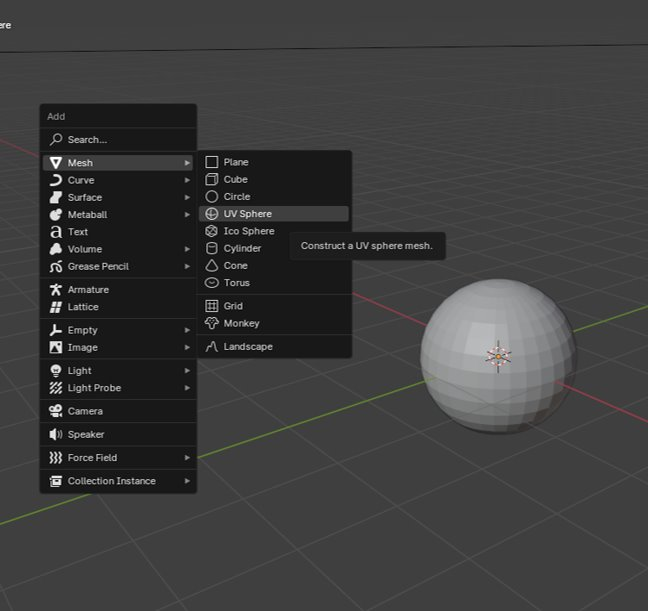 ere
Add
Search...
Mesh
Curve
Surface
Metaball
Text
Volume
Grease Pencil
Armature
Lattice
Empty
Image
Light
Light Probe
Camera
Speaker
Force Field
Collection Instance
Plane
Cube
Circle
UV Sphere
Ico Sphere
Cylinder
Cone
Torus
Grid
Monkey
Landscape
Construct a UV sphere mesh.